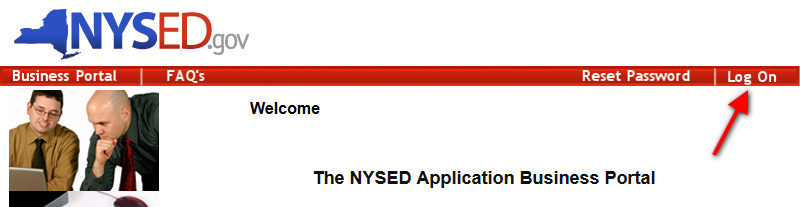 NYSED.gov
Business Portal | FAQ's Reset Password | Log On
Welcome
The NYSED Application Business Portal